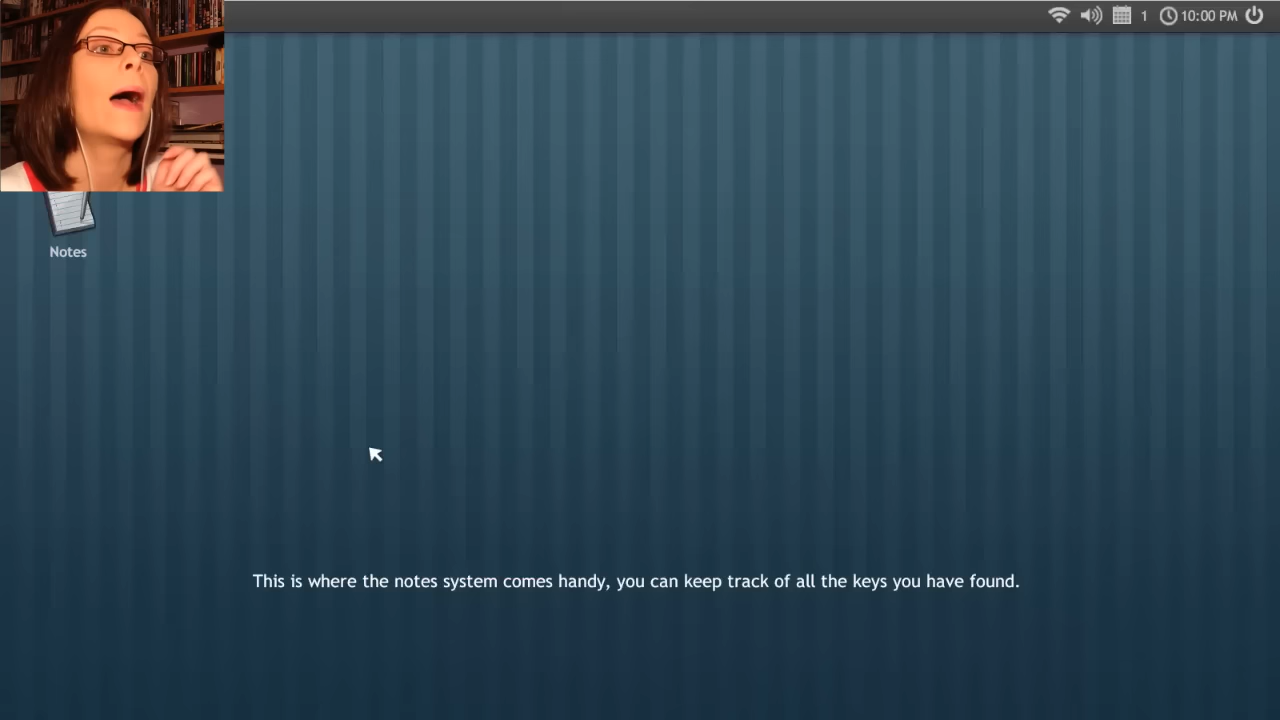 1
10:00 PM
Notes
This is where the notes system comes handy, you can keep track of all the keys you have found.